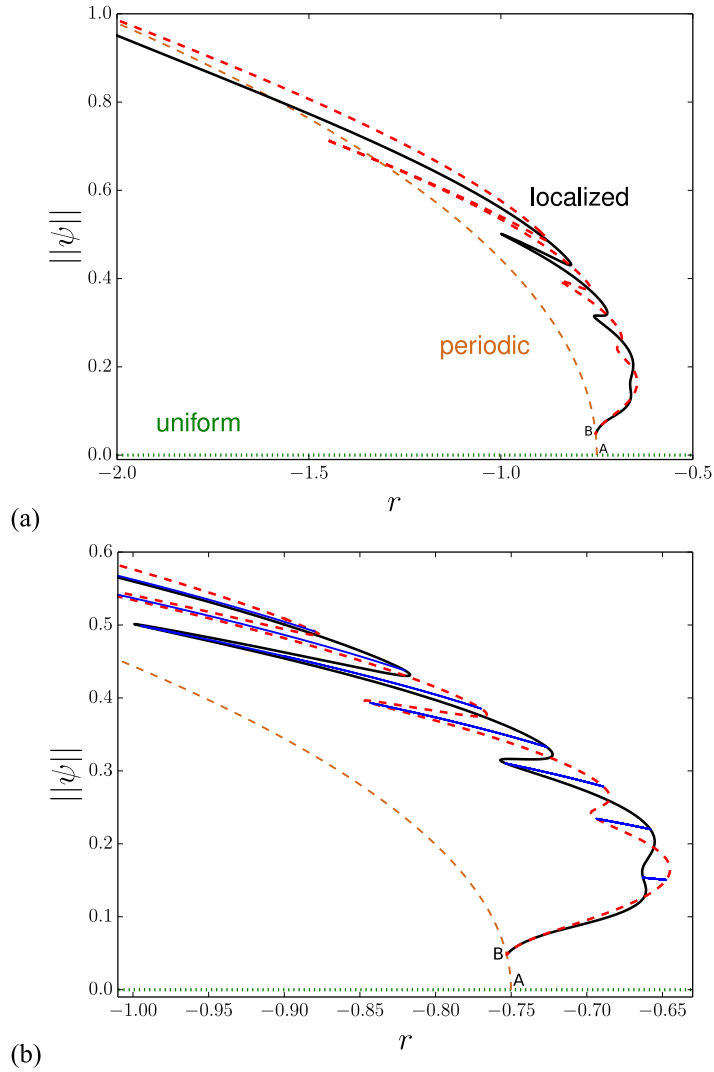 1.0
0.8
0.6
0.4
0.2
0.0
||ψ||
localized
periodic
uniform
B
A
−2.0 −1.5 −1.0 −0.5
r
(a)
0.6
0.5
0.4
0.3
0.2
0.1
0.0
||ψ||
B
A
−1.00 −0.95 −0.90 −0.85 −0.80 −0.75 −0.70 −0.65
r
(b)